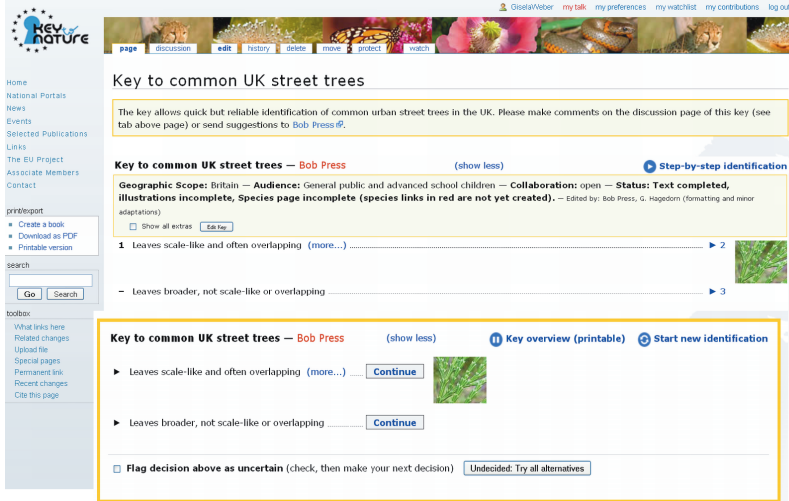 GiselaWeber my talk my preferences my watchlist my contributions log out
KEY to nature
page discussion edit history delete move protect watch
Key to common UK street trees
Home
National Portals
News
Events
Selected Publications
Links
The EU Project
Associate Members
Contact
The key allows quick but reliable identification of common urban street trees in the UK. Please make comments on the discussion page of this key (see
tab above page) or send suggestions to Bob Press.
Key to common UK street trees — Bob Press (show less) Step-by-step identification
Geographic Scope: Britain — Audience: General public and advanced school children — Collaboration: open — Status: Text completed,
illustrations incomplete, Species page incomplete (species links in red are not yet created). — Edited by: Bob Press, G. Hagedorn (formatting and minor
adaptations)
Show all extras Edit Key
1 Leaves scale-like and often overlapping (more...) ► 2
– Leaves broader, not scale-like or overlapping ► 3
print/export
Create a book
Download as PDF
Printable version
search
Go Search
toolbox
What links here
Related changes
Upload file
Special pages
Permanent link
Recent changes
Cite this page
Key to common UK street trees — Bob Press (show less) Key overview (printable) Start new identification
► Leaves scale-like and often overlapping (more...) Continue
► Leaves broader, not scale-like or overlapping Continue
Flag decision above as uncertain (check, then make your next decision) Undecided: Try all alternatives